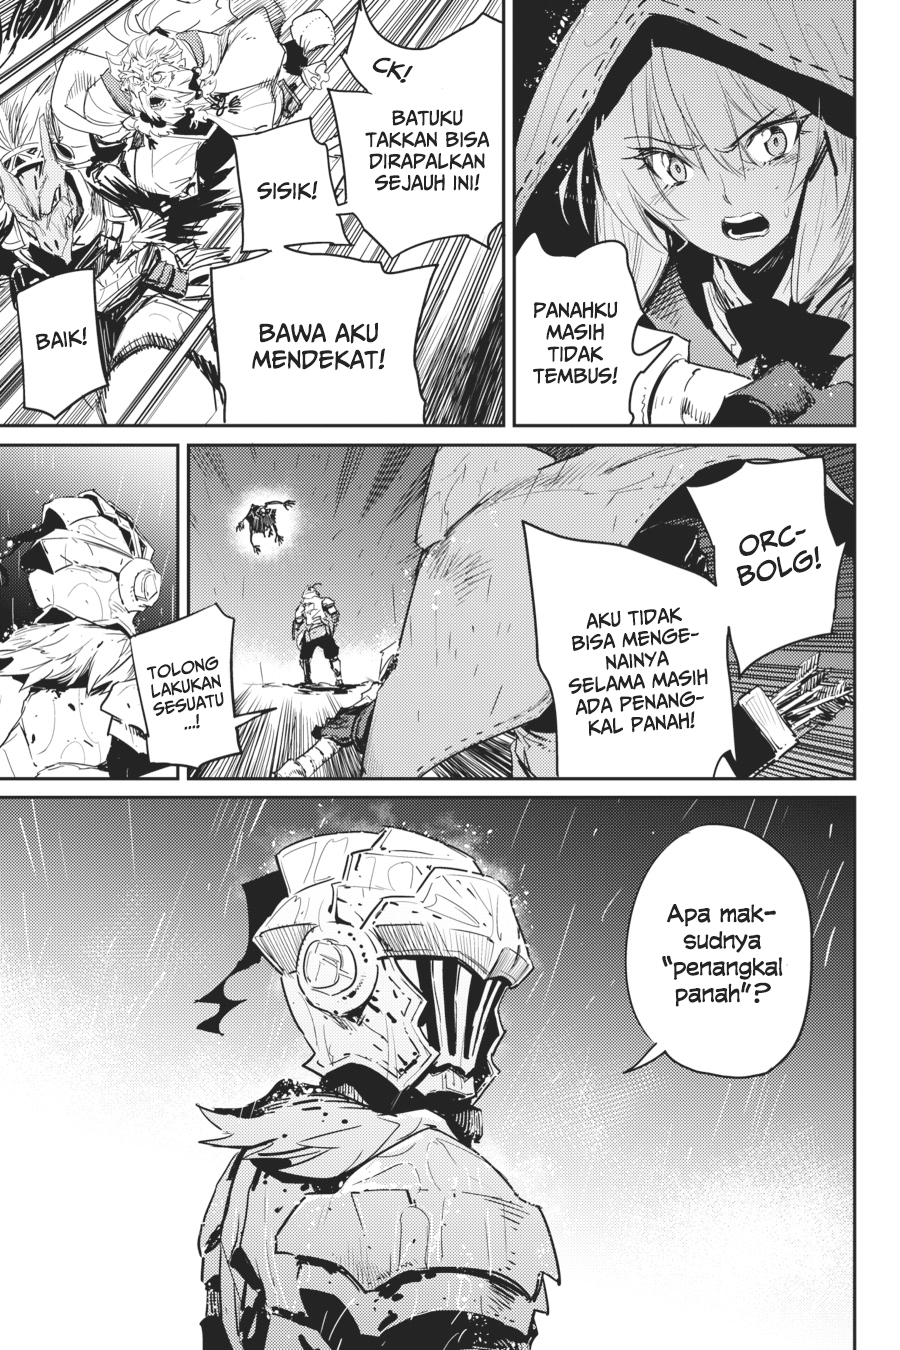 PANAHKU
MASIH
TIDAK
TEMBUS!
CK!
BATUKU
TAKKAN BISA
DIRAPALKAN
SEJAUH INI!
SISIK!
BAWA AKU
MENDEKAT!
BAIK!
ORC-
BOLG!
AKU TIDAK
BISA MENGE-
NAINYA
SELAMA MASIH
ADA PENANG-
KAL PANAH!
TOLONG
LAKUKAN
SESUATU
...!
Apa mak-
sudnya
“penangkal
panah”?